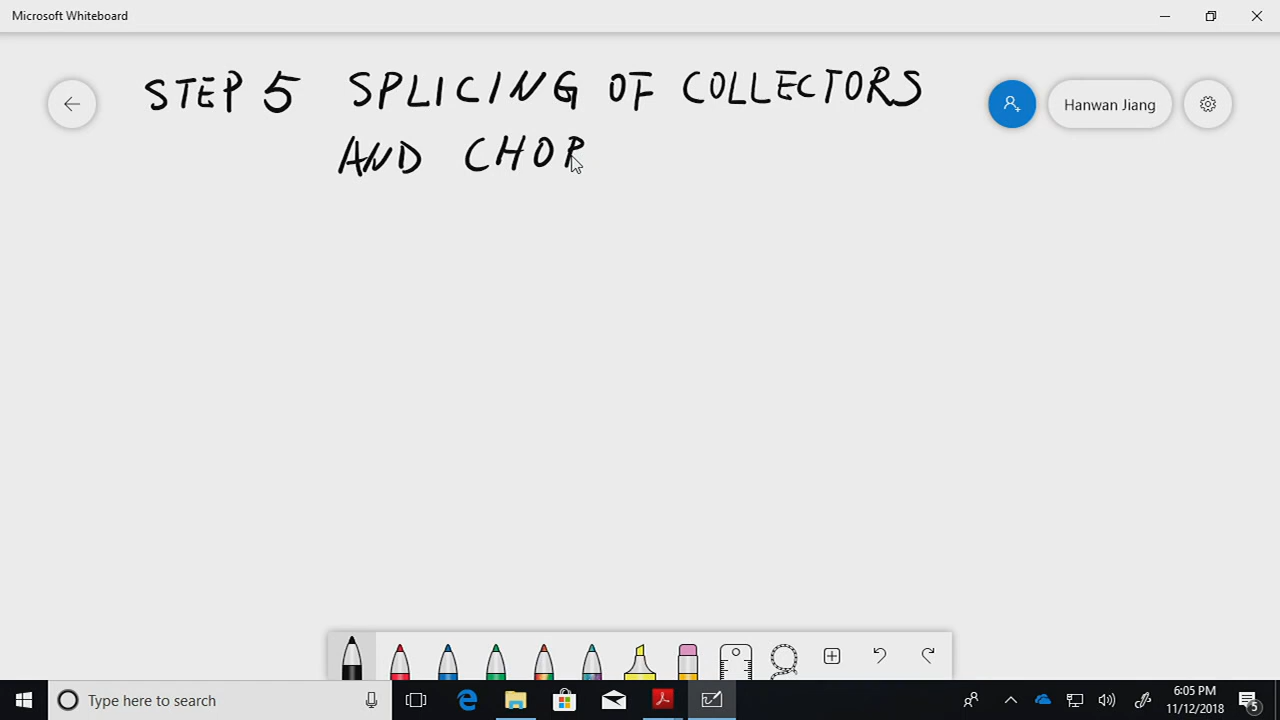 Microsoft Whiteboard
STEP 5 SPLICING OF COLLECTORS
AND CHOR
Hanwan Jiang
Type here to search
6:05 PM
11/12/2018
5